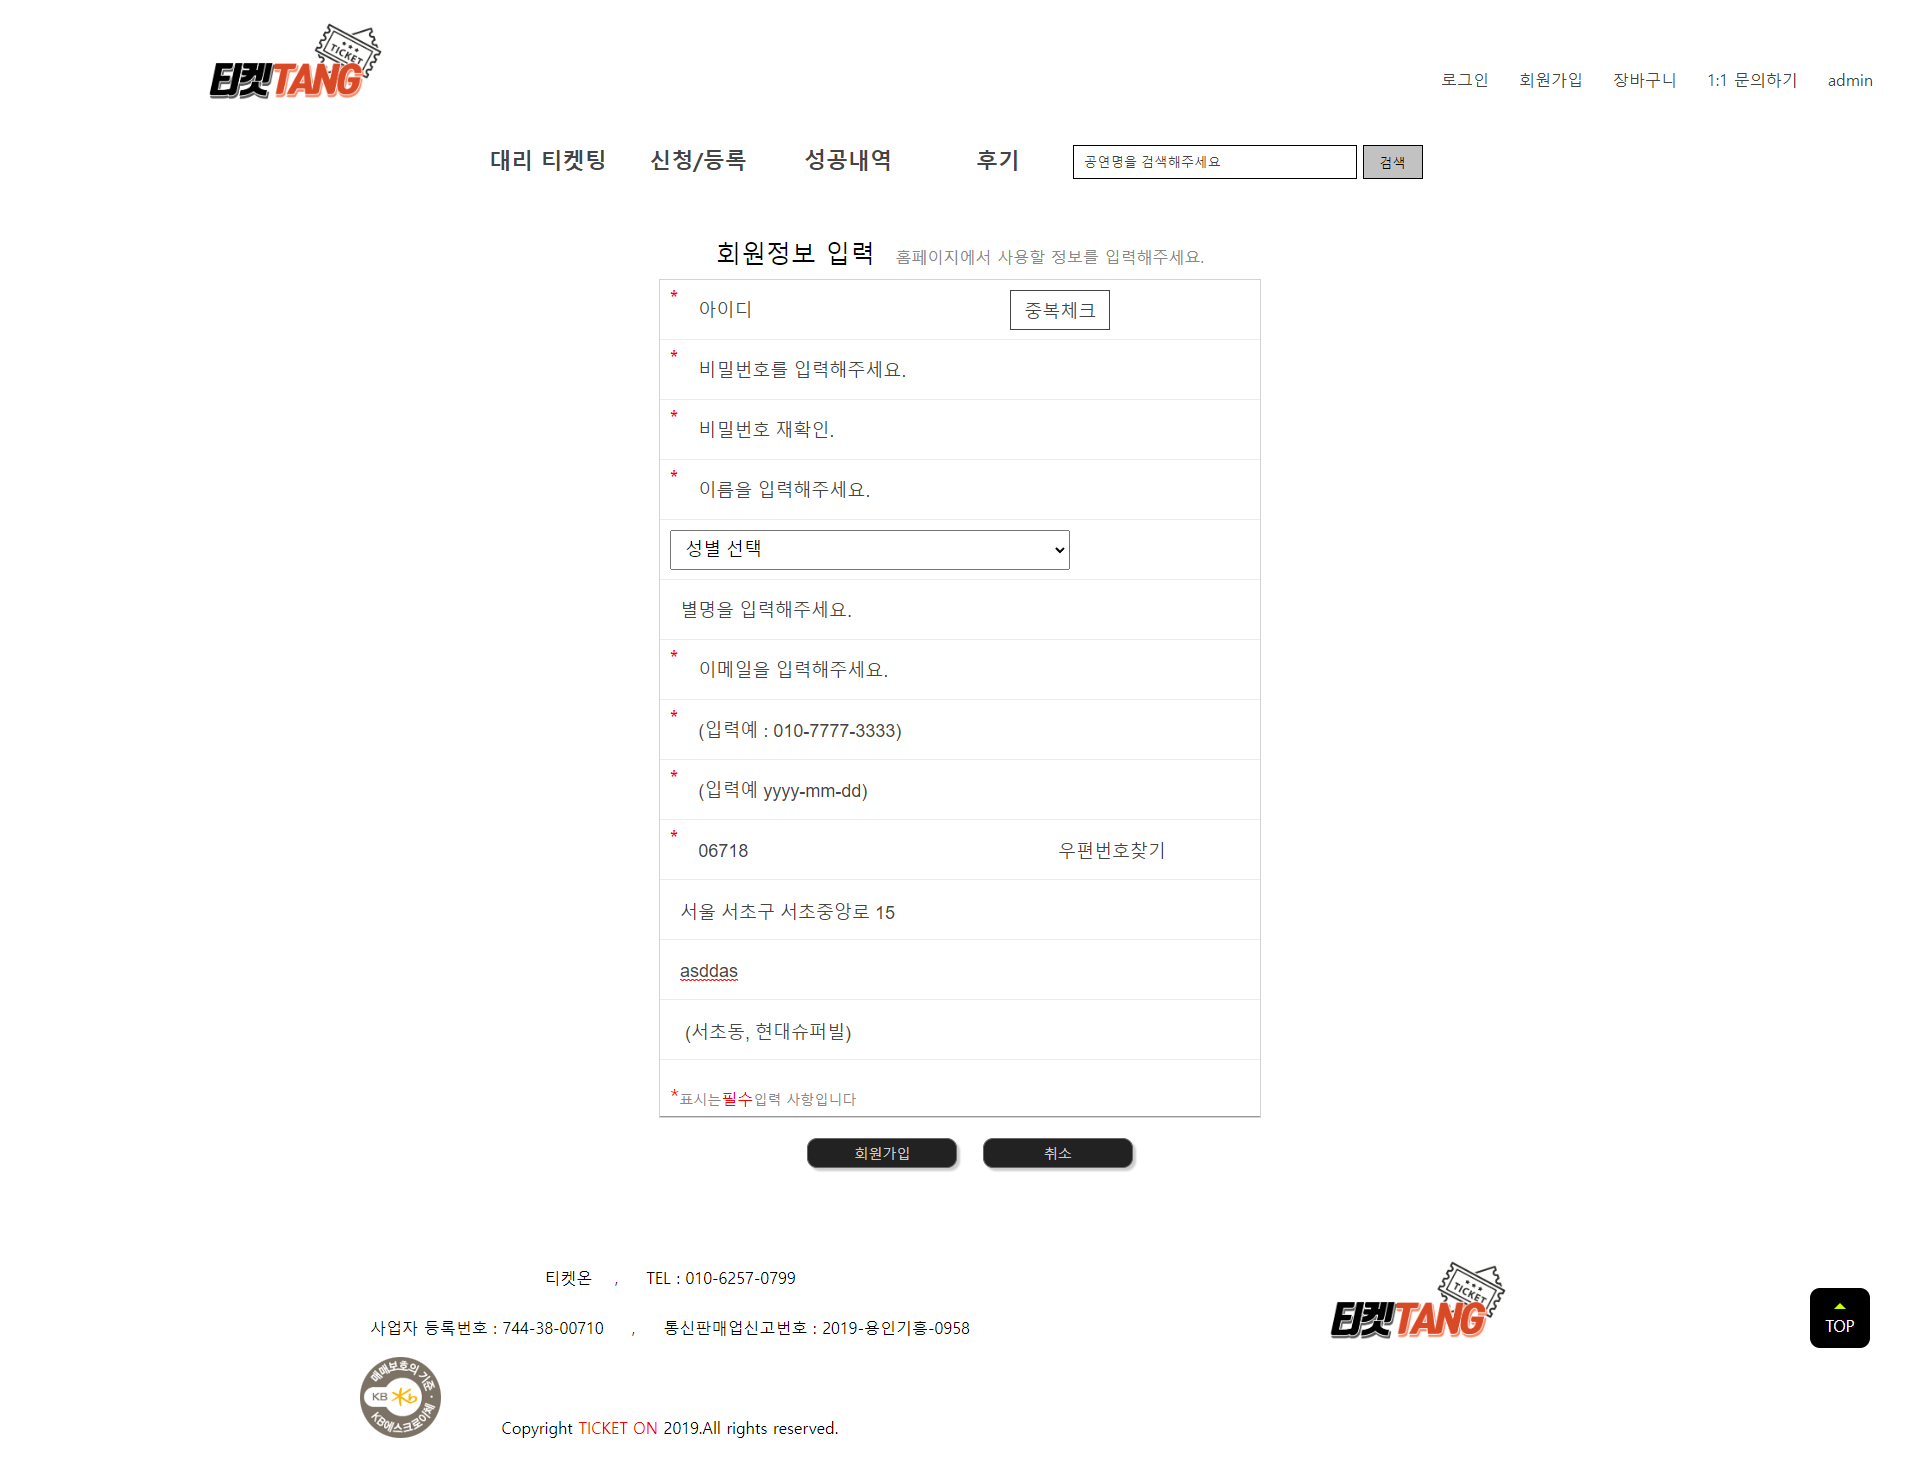 TICKET
티켓TANG
로그인 회원가입 장바구니 1:1 문의하기 admin
대리 티켓팅 신청/등록 성공내역 후기 공연명을 검색해주세요 검색
회원정보 입력 홈페이지에서 사용할 정보를 입력해주세요.
* 아이디 중복체크
* 비밀번호를 입력해주세요.
* 비밀번호 재확인.
* 이름을 입력해주세요.
성별 선택
별명을 입력해주세요.
* 이메일을 입력해주세요.
* (입력예 : 010-7777-3333)
* (입력예 yyyy-mm-dd)
* 06718 우편번호찾기
서울 서초구 서초중앙로 15
asddas
(서초동, 현대슈퍼빌)
*표시는필수입력 사항입니다
회원가입 취소
티켓온 , TEL : 010-6257-0799
TICKET
티켓TANG
TOP
사업자 등록번호 : 744-38-00710 , 통신판매업신고번호 : 2019-용인기흥-0958
매매보호의 기준
KB
KB에스크로이체
Copyright TICKET ON 2019.All rights reserved.